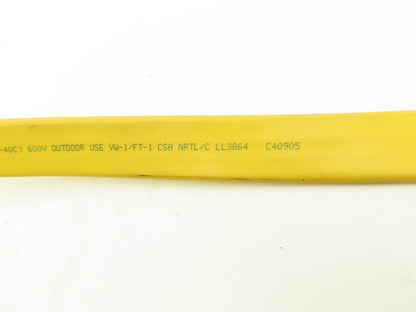 -40C) 600V OUTDOOR USE VW-1/FT-1 CSA NRTL/C LL3864 C40905